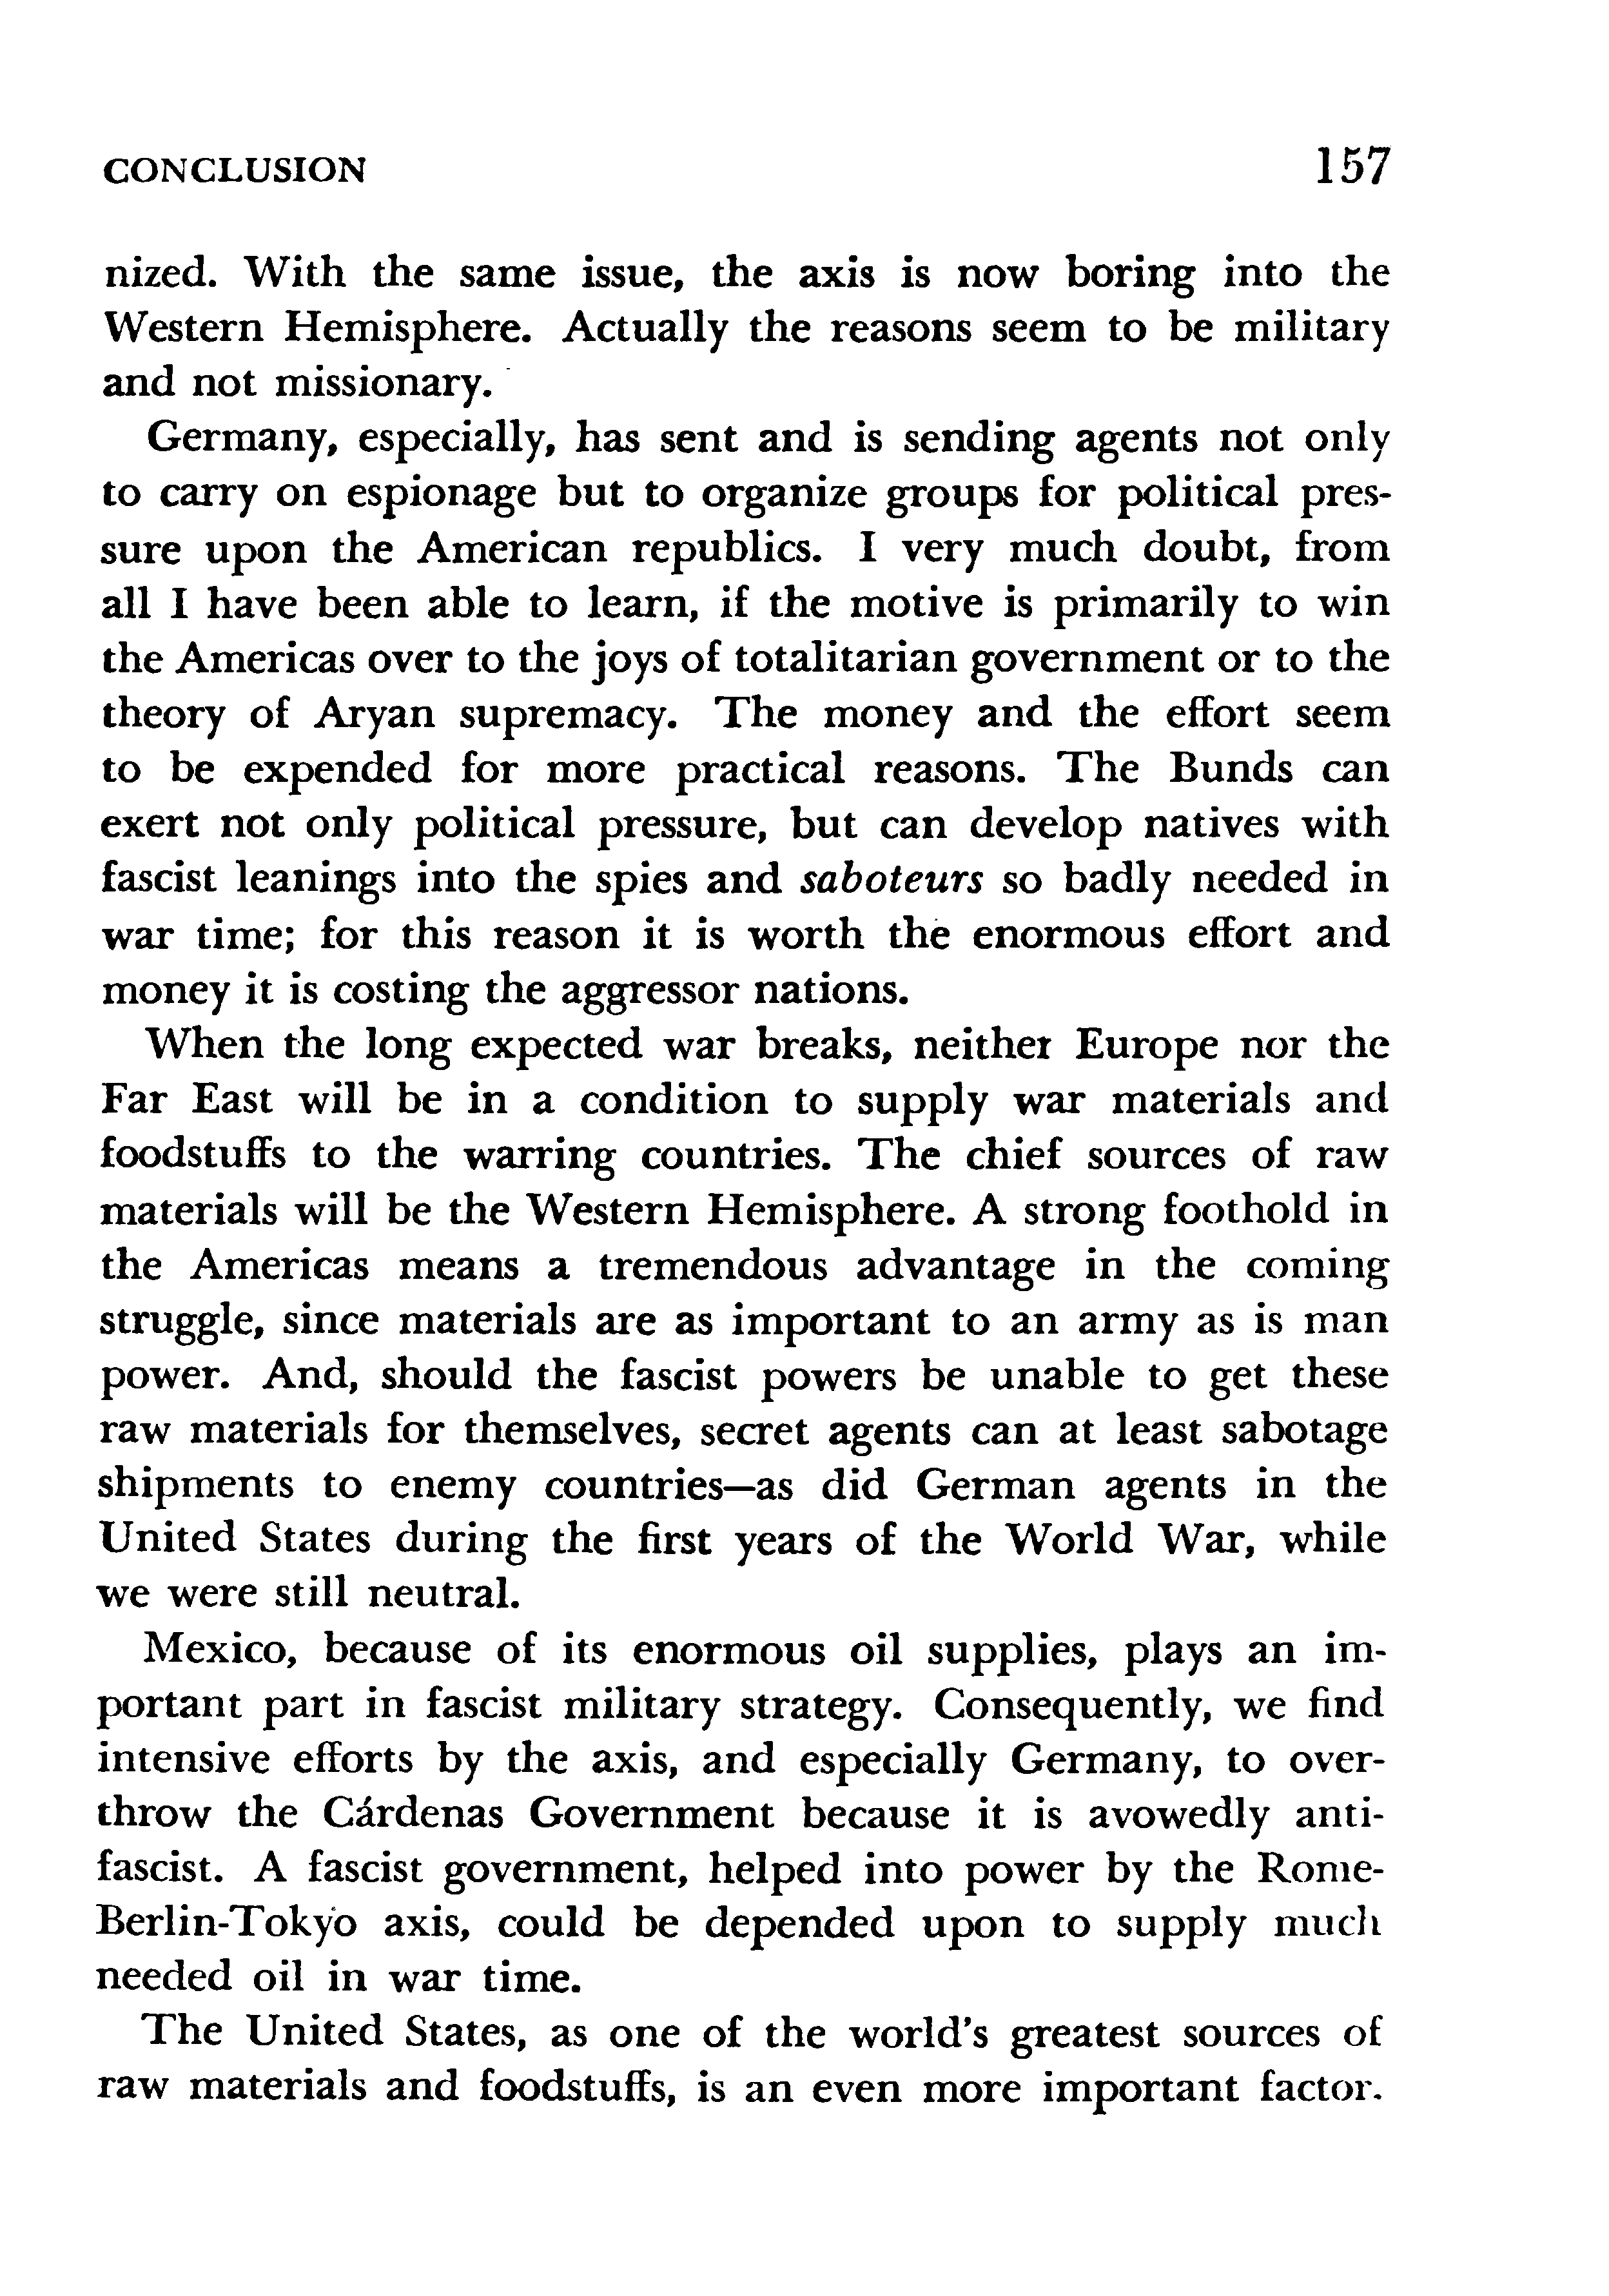 CONCLUSION 157
nized. With the same issue, the axis is now boring into the
Western Hemisphere. Actually the reasons seem to be military
and not missionary.
Germany, especially, has sent and is sending agents not only
to carry on espionage but to organize groups for political pres-
sure upon the American republics. I very much doubt, from
all I have been able to learn, if the motive is primarily to win
the Americas over to the joys of totalitarian government or to the
theory of Aryan supremacy. The money and the effort seem
to be expended for more practical reasons. The Bunds can
exert not only political pressure, but can develop natives with
fascist leanings into the spies and saboteurs so badly needed in
war time; for this reason it is worth the enormous effort and
money it is costing the aggressor nations.
When the long expected war breaks, neither Europe nor the
Far East will be in a condition to supply war materials and
foodstuffs to the warring countries. The chief sources of raw
materials will be the Western Hemisphere. A strong foothold in
the Americas means a tremendous advantage in the coming
struggle, since materials are as important to an army as is man
power. And, should the fascist powers be unable to get these
raw materials for themselves, secret agents can at least sabotage
shipments to enemy countries—as did German agents in the
United States during the first years of the World War, while
we were still neutral.
Mexico, because of its enormous oil supplies, plays an im-
portant part in fascist military strategy. Consequently, we find
intensive efforts by the axis, and especially Germany, to over-
throw the Cárdenas Government because it is avowedly anti-
fascist. A fascist government, helped into power by the Rome-
Berlin-Tokyo axis, could be depended upon to supply much
needed oil in war time.
The United States, as one of the world's greatest sources of
raw materials and foodstuffs, is an even more important factor.